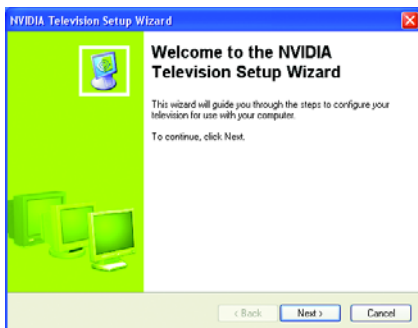 NVIDIA Television Setup Wizard
Welcome to the NVIDIA
Television Setup Wizard
This wizard will guide you through the steps to configure your
television for use with your computer.
To continue, click Next.
< Back
Next >
Cancel